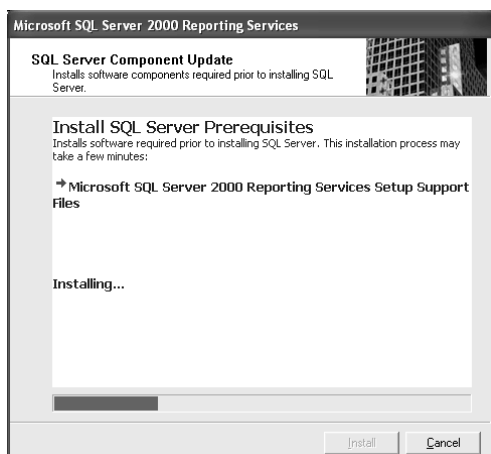 Microsoft SQL Server 2000 Reporting Services
SQL Server Component Update
Installs software components required prior to installing SQL
Server.
Install SQL Server Prerequisites
Installs software required prior to installing SQL Server. This installation process may
take a few minutes:
Microsoft SQL Server 2000 Reporting Services Setup Support
Files
Installing...
Install
Cancel